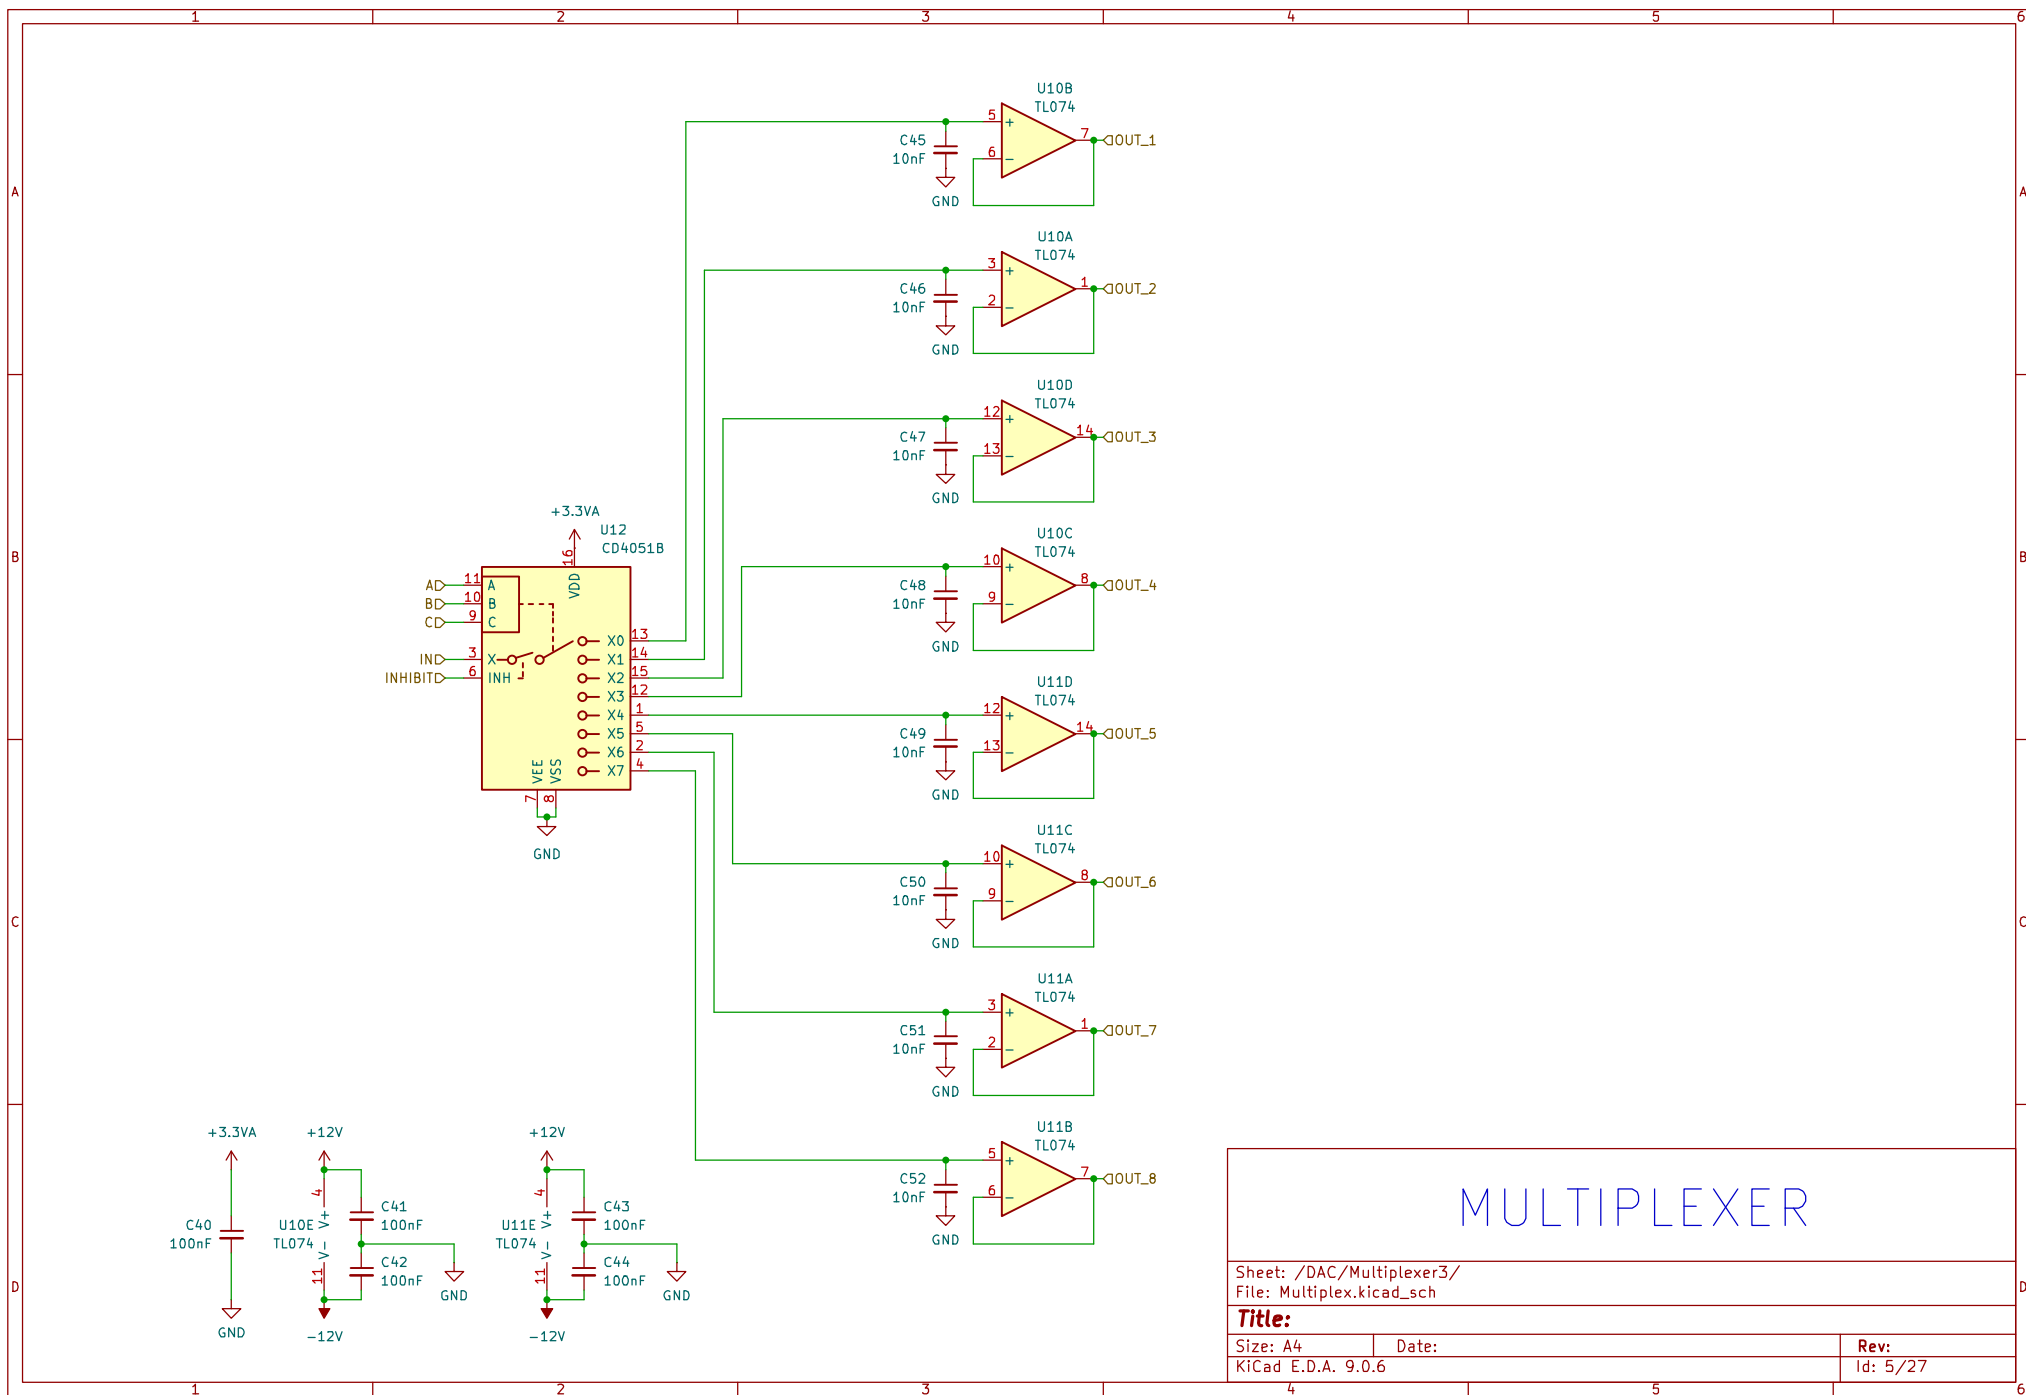 1 2 3 4 5 6
A
B
C
D
A
B
C
D
U10B
TL074
5
+
6
−
7
OUT_1
C45
10nF
GND
U10A
TL074
3
+
2
−
1
OUT_2
C46
10nF
GND
U10D
TL074
12
+
13
−
14
OUT_3
C47
10nF
GND
U10C
TL074
10
+
9
−
8
OUT_4
C48
10nF
GND
U11D
TL074
12
+
13
−
14
OUT_5
C49
10nF
GND
U11C
TL074
10
+
9
−
8
OUT_6
C50
10nF
GND
U11A
TL074
3
+
2
−
1
OUT_7
C51
10nF
GND
U11B
TL074
5
+
6
−
7
OUT_8
C52
10nF
GND
+3.3VA
U12
CD4051B
16
VDD
A 11 A
B 10 B
C 9 C
IN 3 X
INHIBIT 6 INH
X0 13
X1 14
X2 15
X3 12
X4 1
X5 5
X6 2
X7 4
VEE
VSS
7
8
GND
+3.3VA
C40
100nF
GND
+12V
4
V+
U10E
TL074
V−
11
−12V
C41
100nF
C42
100nF
GND
+12V
4
V+
U11E
TL074
V−
11
−12V
C43
100nF
C44
100nF
GND
MULTIPLEXER
Sheet: /DAC/Multiplexer3/
File: Multiplex.kicad_sch
Title:
Size: A4 Date: Rev:
KiCad E.D.A. 9.0.6 Id: 5/27
1 2 3 4 5 6